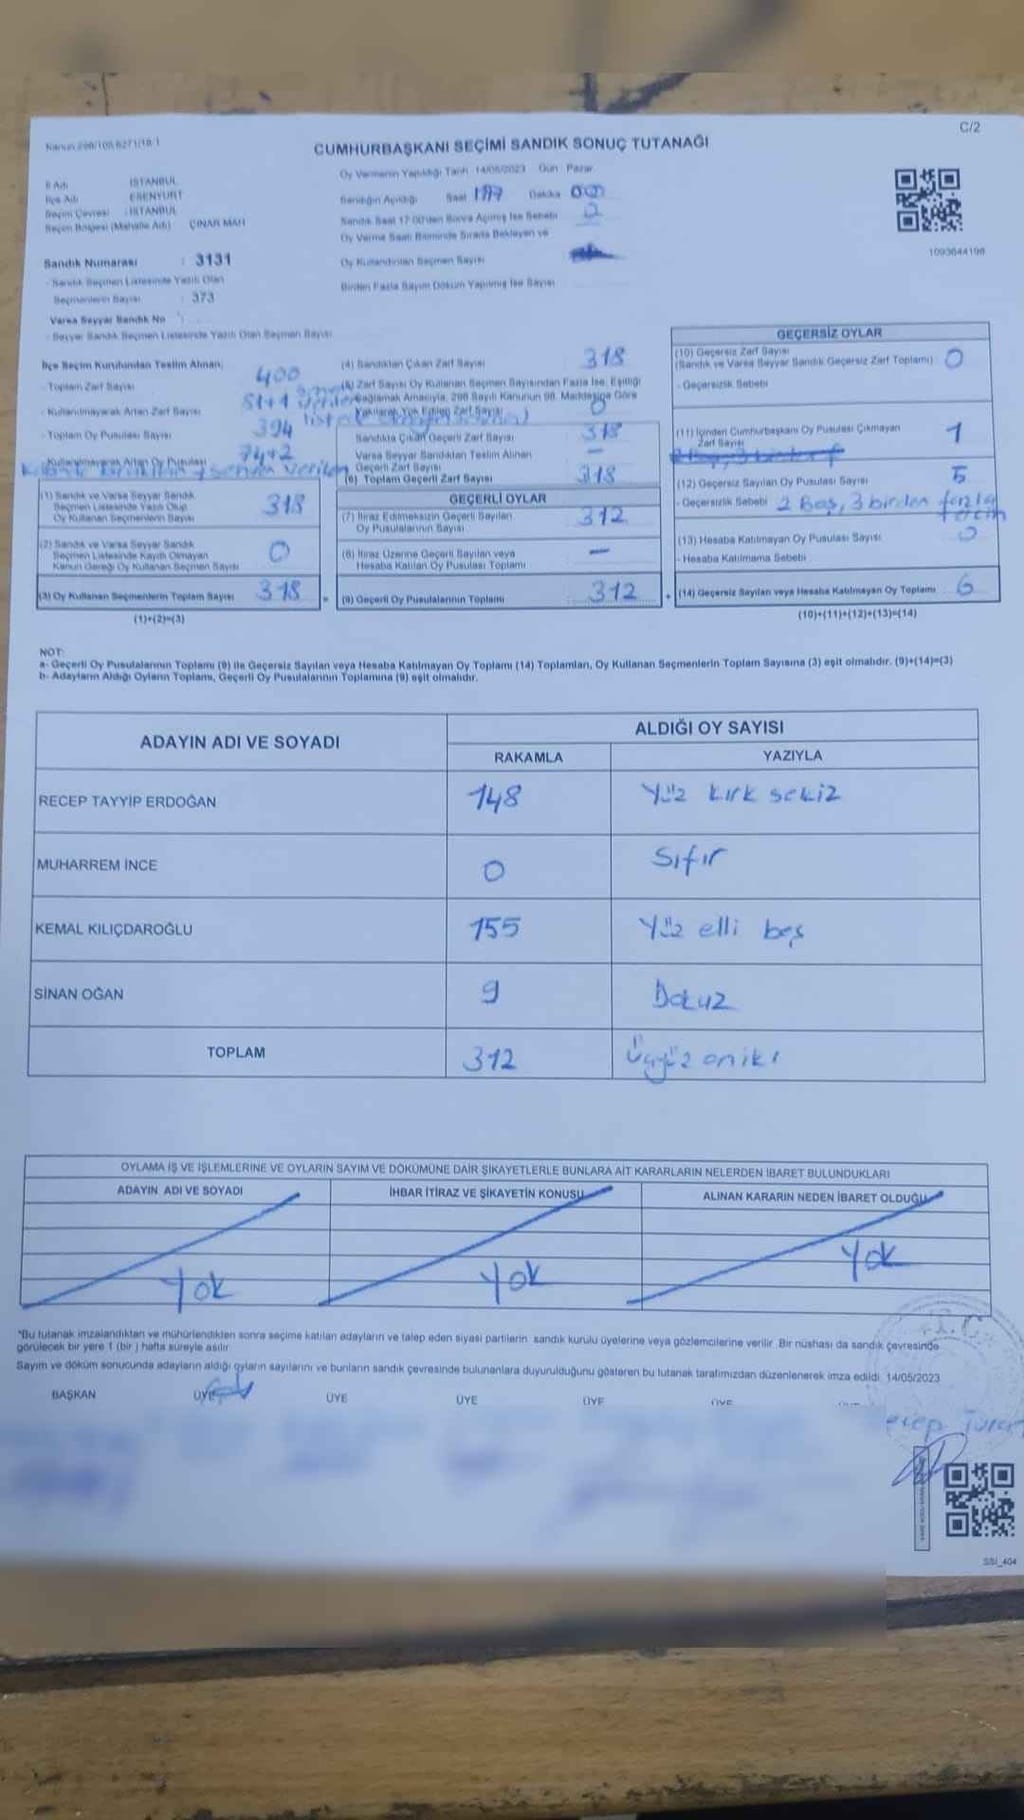 C/2
CUMHURBAŞKANI SEÇİMİ SANDIK SONUÇ TUTANAĞI
İl Adı İSTANBUL
İlçe Adı ESENYURT
Seçim Çevresi : İSTANBUL
Seçim Bölgesi (Mahalle Adı) ÇINAR MAH
Oy Vermenin Yapıldığı Tarih 14/05/2023 Gün Pazar
Sandığın Açıldığı Saat Dakika
Sandık Saat 17:00'den Sonra Açılmış İse Sebebi
Oy Verme Saati Bitiminde Sırada Bekleyen ve
Oy Kullandırılan Seçmen Sayısı
Birden Fazla Sayım Döküm Yapılmış İse Sayısı
1093644198
Sandık Numarası : 3131
- Sandık Seçmen Listesinde Yazılı Olan
Seçmenlerin Sayısı : 373
Varsa Seyyar Sandık No :
- Seyyar Sandık Seçmen Listesinde Yazılı Olan Seçmen Sayısı
İlçe Seçim Kurulundan Teslim Alınan;
- Toplam Zarf Sayısı 400
- Kullanılmayarak Artan Zarf Sayısı
- Toplam Oy Pusulası Sayısı 394
- Kullanılmayarak Artan Oy Pusulası 74+2
(1) Sandık ve Varsa Seyyar Sandık
Seçmen Listesinde Yazılı Olup
Oy Kullanan Seçmenlerin Sayısı 318
(2) Sandık ve Varsa Seyyar Sandık
Seçmen Listesinde Kayıtlı Olmayan
Kanun Gereği Oy Kullanan Seçmen Sayısı 0
(3) Oy Kullanan Seçmenlerin Toplam Sayısı 318 =
(1)+(2)=(3)
(4) Sandıktan Çıkan Zarf Sayısı 318
(5) Zarf Sayısı Oy Kullanan Seçmen Sayısından Fazla İse, Eşitliği
Sağlamak Amacıyla, 298 Sayılı Kanunun 98. Maddesine Göre
Yakılarak Yok Edilen Zarf Sayısı 0
Sandıkta Çıkan Geçerli Zarf Sayısı 318
Varsa Seyyar Sandıktan Teslim Alınan
Geçerli Zarf Sayısı —
(6) Toplam Geçerli Zarf Sayısı 318
GEÇERLİ OYLAR
(7) İtiraz Edilmeksizin Geçerli Sayılan
Oy Pusulalarının Sayısı 312
(8) İtiraz Üzerine Geçerli Sayılan veya
Hesaba Katılan Oy Pusulası Toplamı —
(9) Geçerli Oy Pusulalarının Toplamı 312 +
GEÇERSİZ OYLAR
(10) Geçersiz Zarf Sayısı
(Sandık ve Varsa Seyyar Sandık Geçersiz Zarf Toplamı) 0
- Geçersizlik Sebebi
(11) İçinden Cumhurbaşkanı Oy Pusulası Çıkmayan
Zarf Sayısı 1
(12) Geçersiz Sayılan Oy Pusulası Sayısı 5
- Geçersizlik Sebebi 2 Boş, 3 birden fazla
(13) Hesaba Katılmayan Oy Pusulası Sayısı 0
- Hesaba Katılmama Sebebi
(14) Geçersiz Sayılan veya Hesaba Katılmayan Oy Toplamı 6
(10)+(11)+(12)+(13)=(14)
NOT:
a- Geçerli Oy Pusulalarının Toplamı (9) ile Geçersiz Sayılan veya Hesaba Katılmayan Oy Toplamı (14) Toplamları, Oy Kullanan Seçmenlerin Toplam Sayısına (3) eşit olmalıdır. (9)+(14)=(3)
b- Adayların Aldığı Oyların Toplamı, Geçerli Oy Pusulalarının Toplamına (9) eşit olmalıdır.
ADAYIN ADI VE SOYADI
ALDIĞI OY SAYISI
RAKAMLA YAZIYLA
RECEP TAYYİP ERDOĞAN 148 Yüz kırk sekiz
MUHARREM İNCE 0 Sıfır
KEMAL KILIÇDAROĞLU 155 Yüz elli beş
SİNAN OĞAN 9 Dokuz
TOPLAM 312 Üçyüz oniki
OYLAMA İŞ VE İŞLEMLERİNE VE OYLARIN SAYIM VE DÖKÜMÜNE DAİR ŞİKAYETLERLE BUNLARA AİT KARARLARIN NELERDEN İBARET BULUNDUKLARI
ADAYIN ADI VE SOYADI İHBAR İTİRAZ VE ŞİKAYETİN KONUSU ALINAN KARARIN NEDEN İBARET OLDUĞU
Yok Yok Yok
*Bu tutanak imzalandıktan ve mühürlendikten sonra seçime katılan adayların ve talep eden siyasi partilerin sandık kurulu üyelerine veya gözlemcilerine verilir. Bir nüshası da sandık çevresinde
görülecek bir yere 1 (bir ) hafta süreyle asılır.
Sayım ve döküm sonucunda adayların aldığı oyların sayılarını ve bunların sandık çevresinde bulunanlara duyurulduğunu gösteren bu tutanak tarafımızdan düzenlenerek imza edildi. 14/05/2023
BAŞKAN ÜYE ÜYE ÜYE ÜYE ÜYE
SSI_404